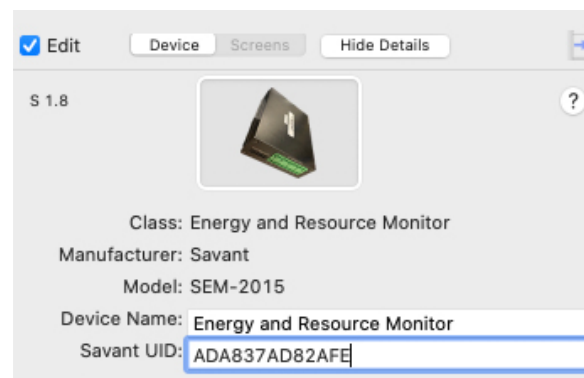 Edit Device Screens Hide Details
S 1.8
?
Class: Energy and Resource Monitor
Manufacturer: Savant
Model: SEM-2015
Device Name: Energy and Resource Monitor
Savant UID: ADA837AD82AFE